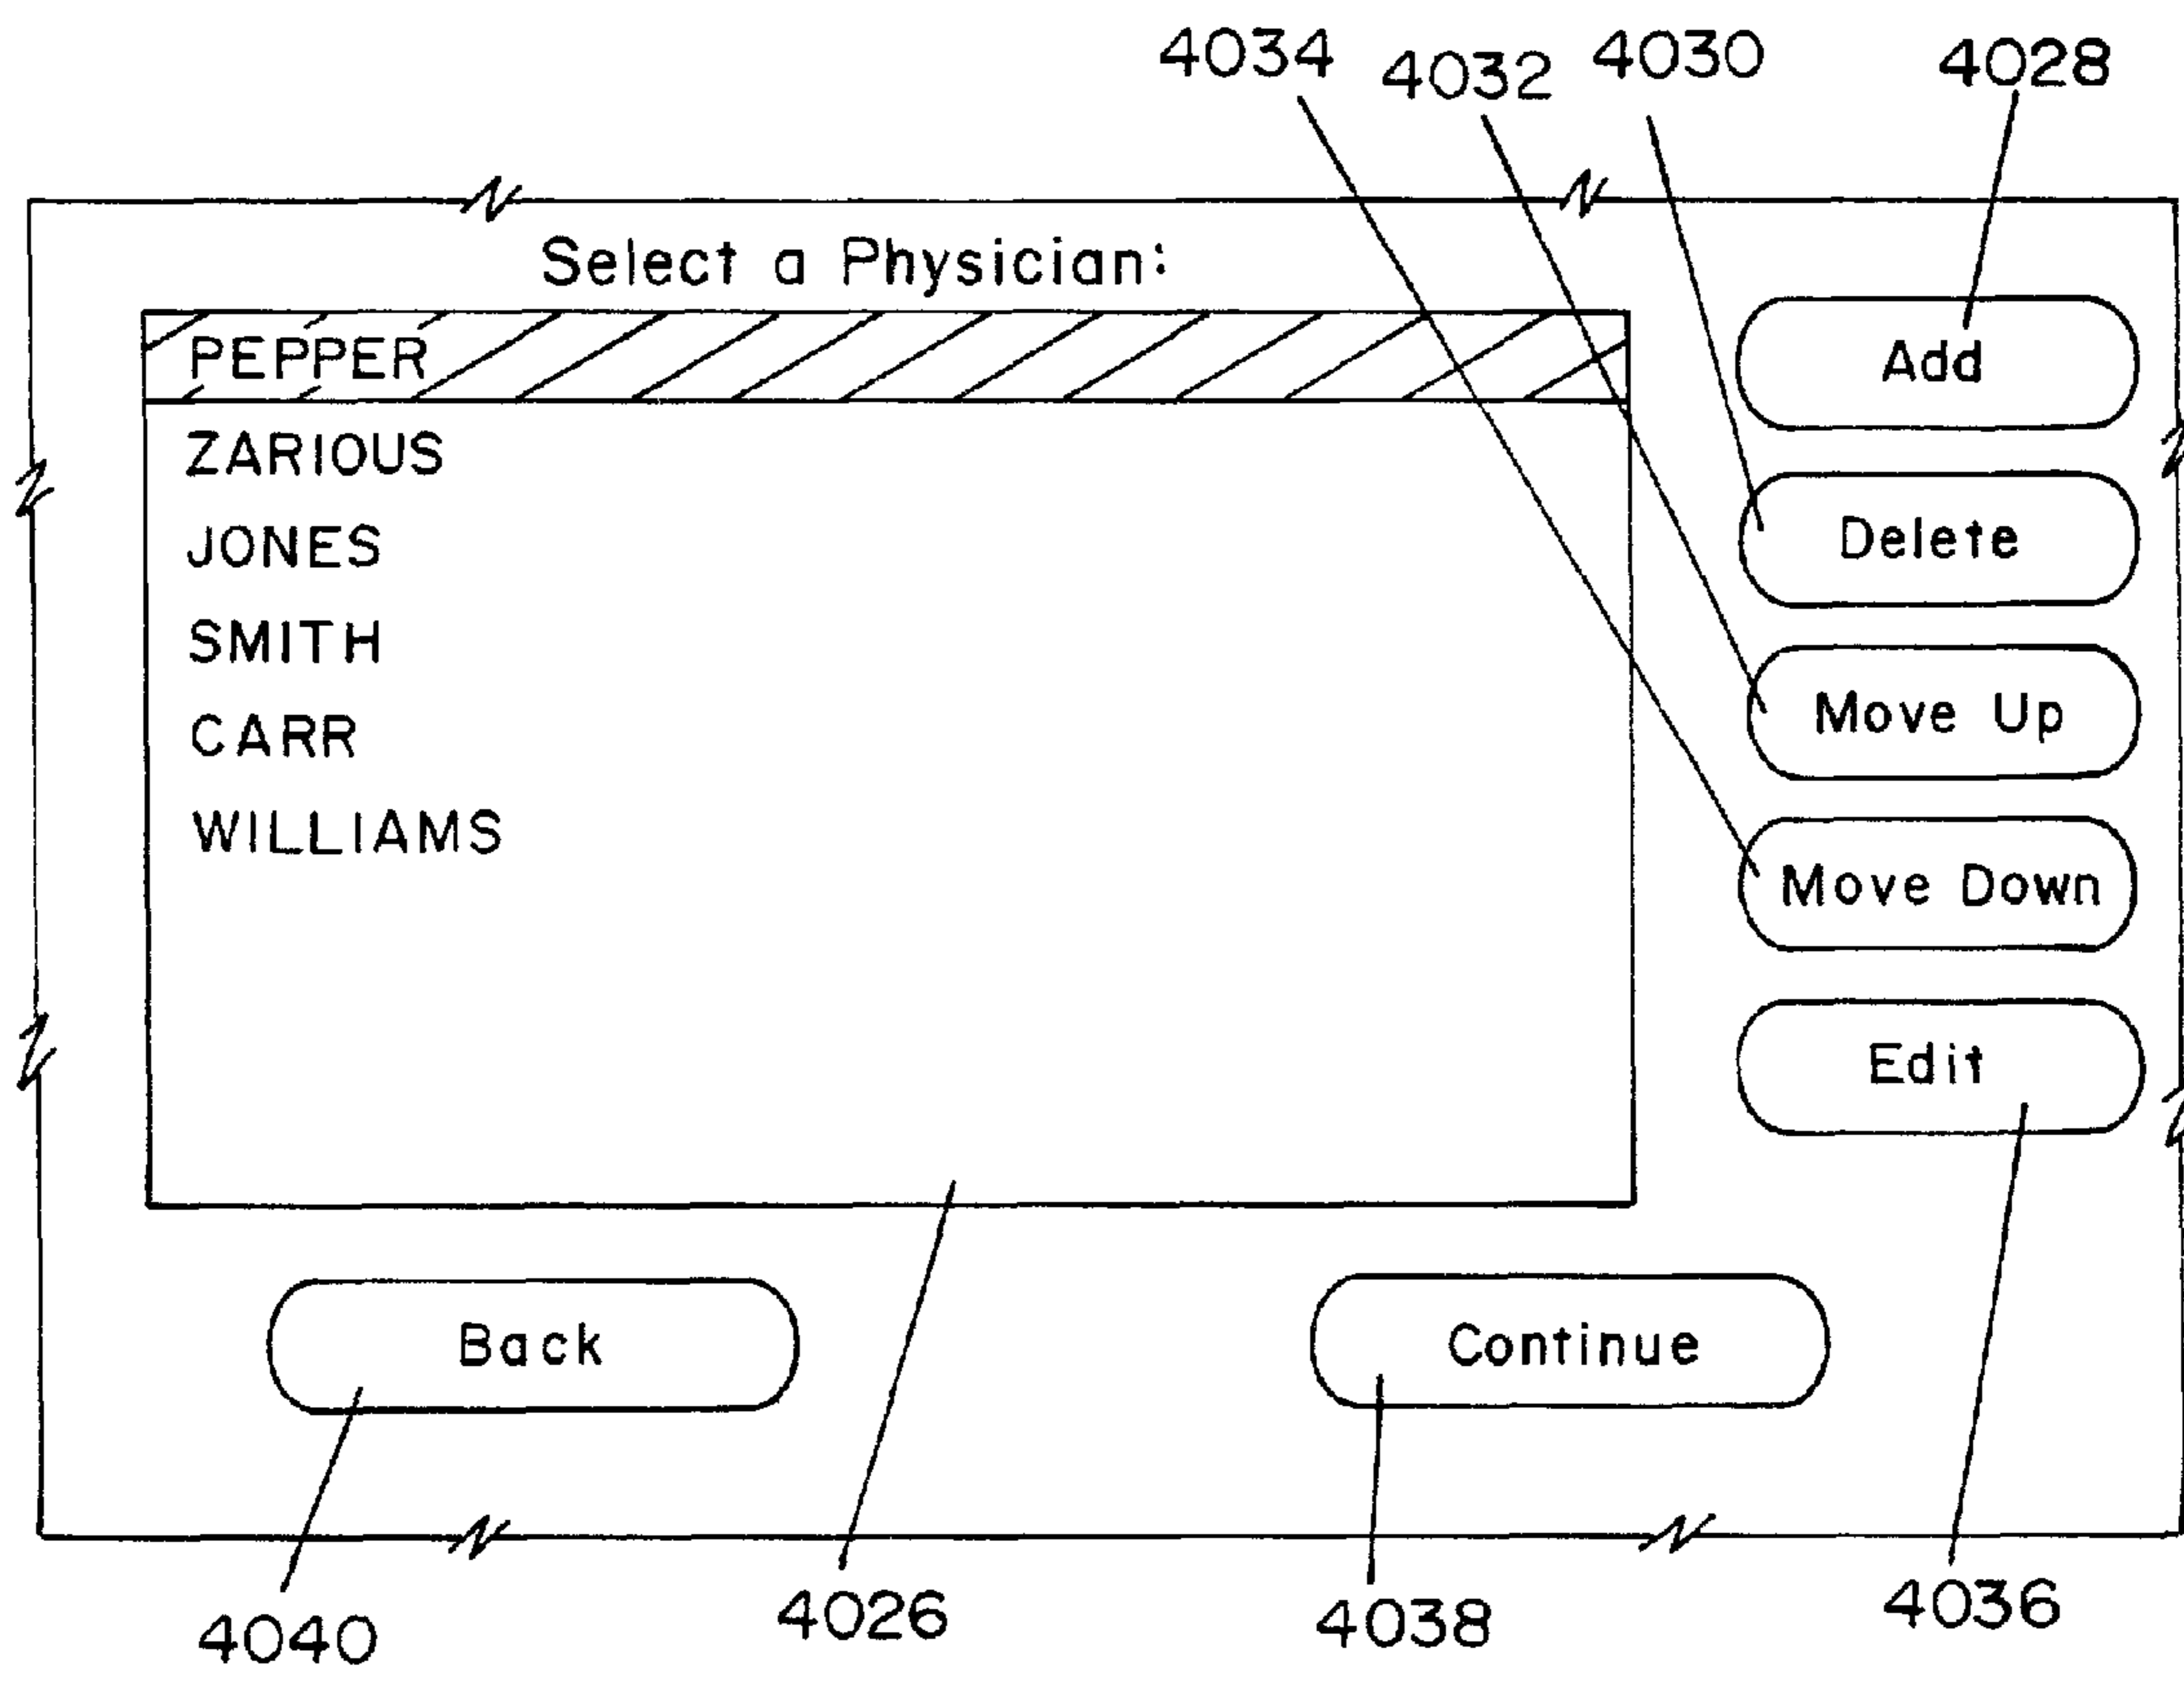 4034 4032 4030 4028
Select a Physician:
PEPPER
ZARIOUS
JONES
SMITH
CARR
WILLIAMS
Add
Delete
Move Up
Move Down
Edit
Back
Continue
4040 4026 4038 4036